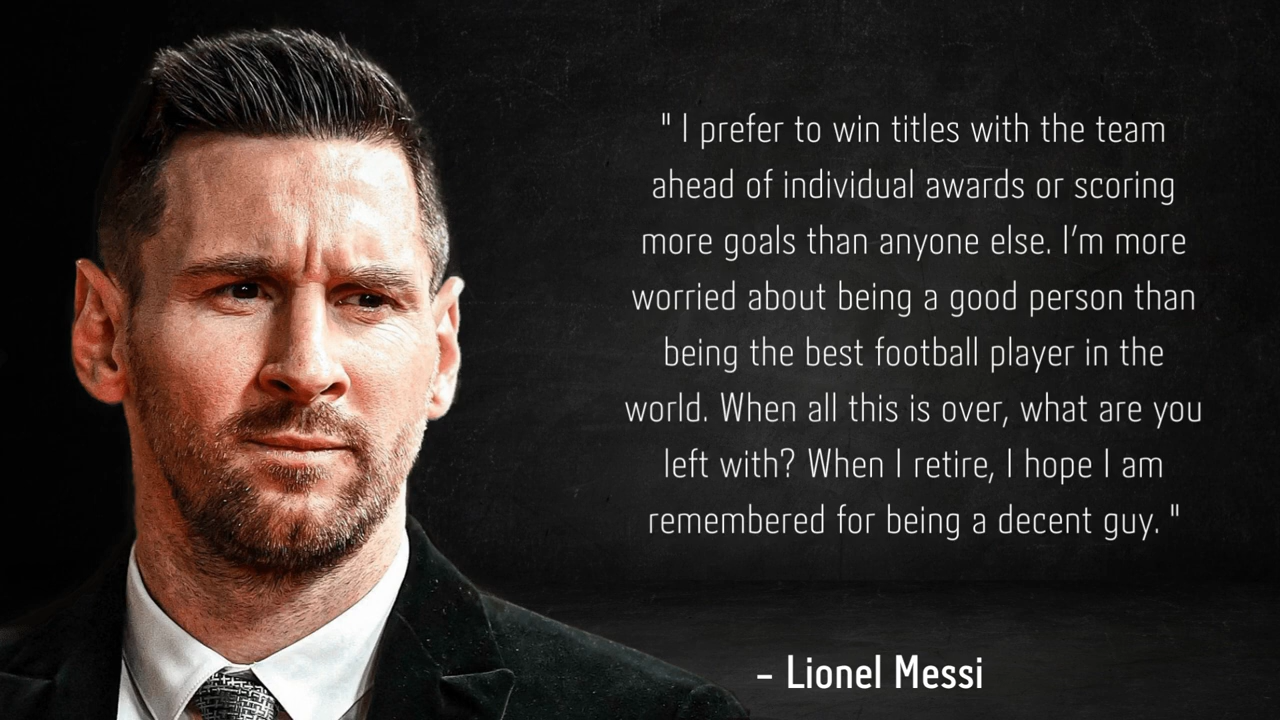 " I prefer to win titles with the team
ahead of individual awards or scoring
more goals than anyone else. I’m more
worried about being a good person than
being the best football player in the
world. When all this is over, what are you
left with? When I retire, I hope I am
remembered for being a decent guy. "
– Lionel Messi